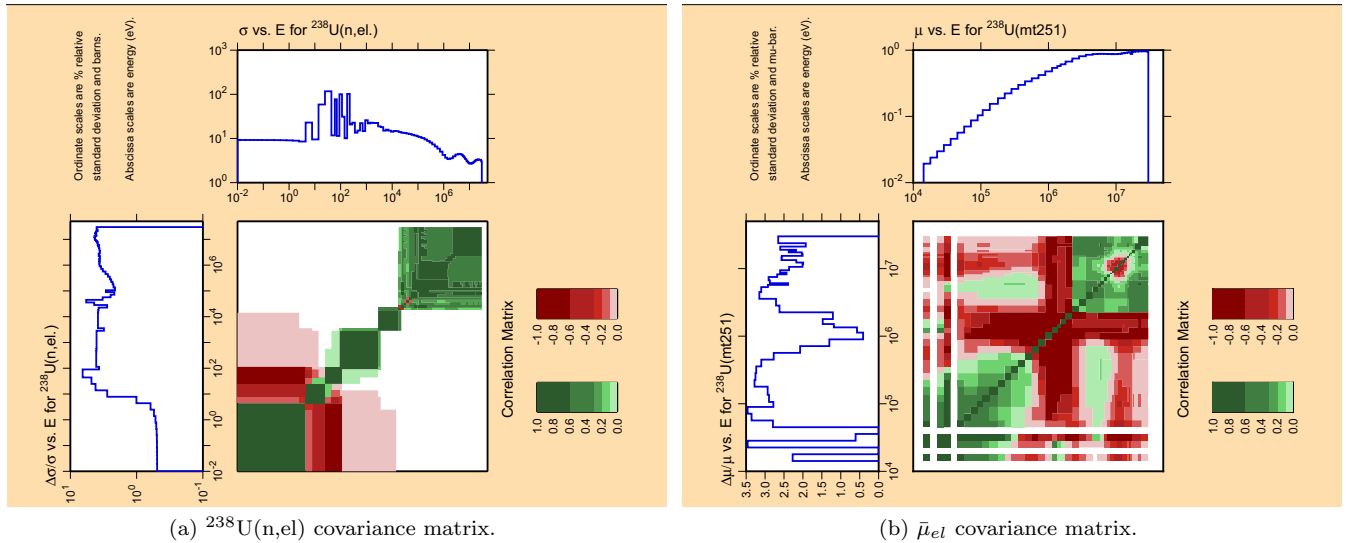 Ordinate scales are % relative
standard deviation and barns.
Abscissa scales are energy (eV).
σ vs. E for ²³⁸U(n,el.)
10³
10²
10¹
10⁰
10⁻² 10⁰ 10² 10⁴ 10⁶
Δσ/σ vs. E for ²³⁸U(n,el.)
10⁶
10⁴
10²
10⁰
10⁻²
10¹ 10⁰ 10⁻¹
Correlation Matrix
-1.0 -0.8 -0.6 -0.4 -0.2 0.0
1.0 0.8 0.6 0.4 0.2 0.0
(a) ²³⁸U(n,el) covariance matrix.
Ordinate scales are % relative
standard deviation and mu-bar.
Abscissa scales are energy (eV).
μ vs. E for ²³⁸U(mt251)
10⁰
10⁻¹
10⁻²
10⁴ 10⁵ 10⁶ 10⁷
Δμ/μ vs. E for ²³⁸U(mt251)
10⁷
10⁶
10⁵
10⁴
3.5 3.0 2.5 2.0 1.5 1.0 0.5 0.0
Correlation Matrix
-1.0 -0.8 -0.6 -0.4 -0.2 0.0
1.0 0.8 0.6 0.4 0.2 0.0
(b) μ̄ₑₗ covariance matrix.